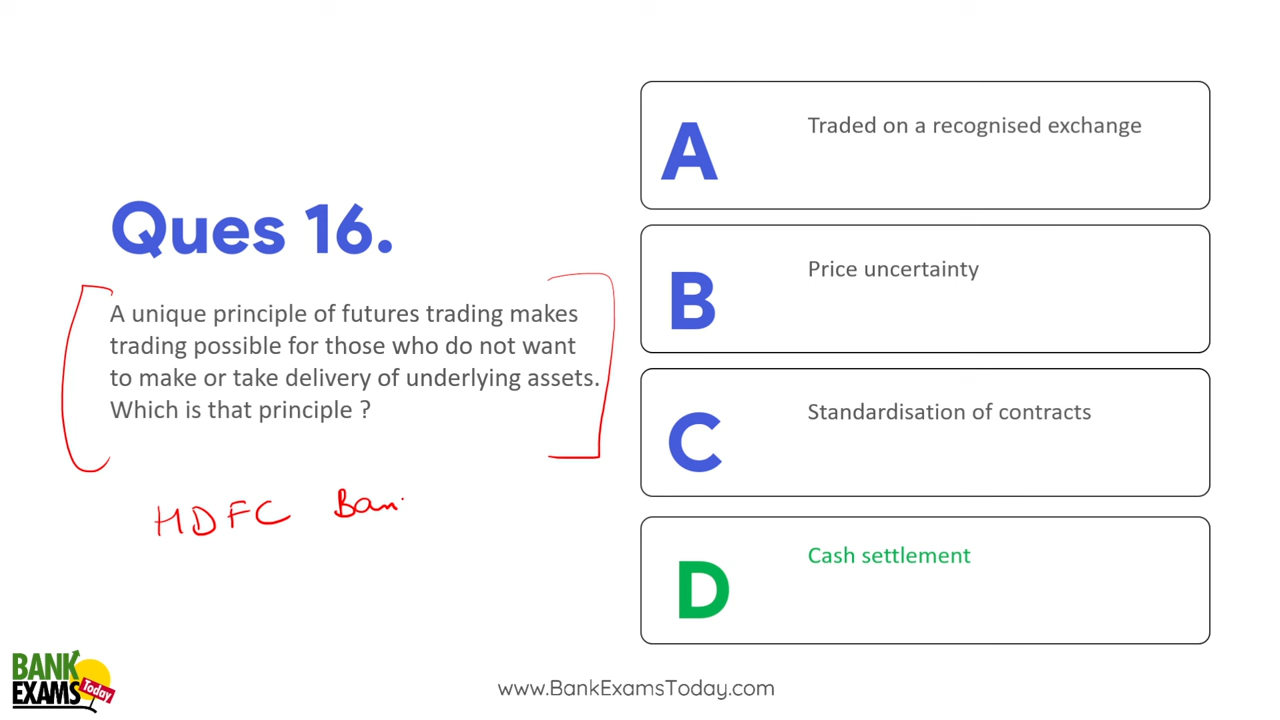 Ques 16.
A unique principle of futures trading makes
trading possible for those who do not want
to make or take delivery of underlying assets.
Which is that principle ?
HDFC Ban
A
Traded on a recognised exchange
B
Price uncertainty
C
Standardisation of contracts
D
Cash settlement
BANK
EXAMS
Today
www.BankExamsToday.com